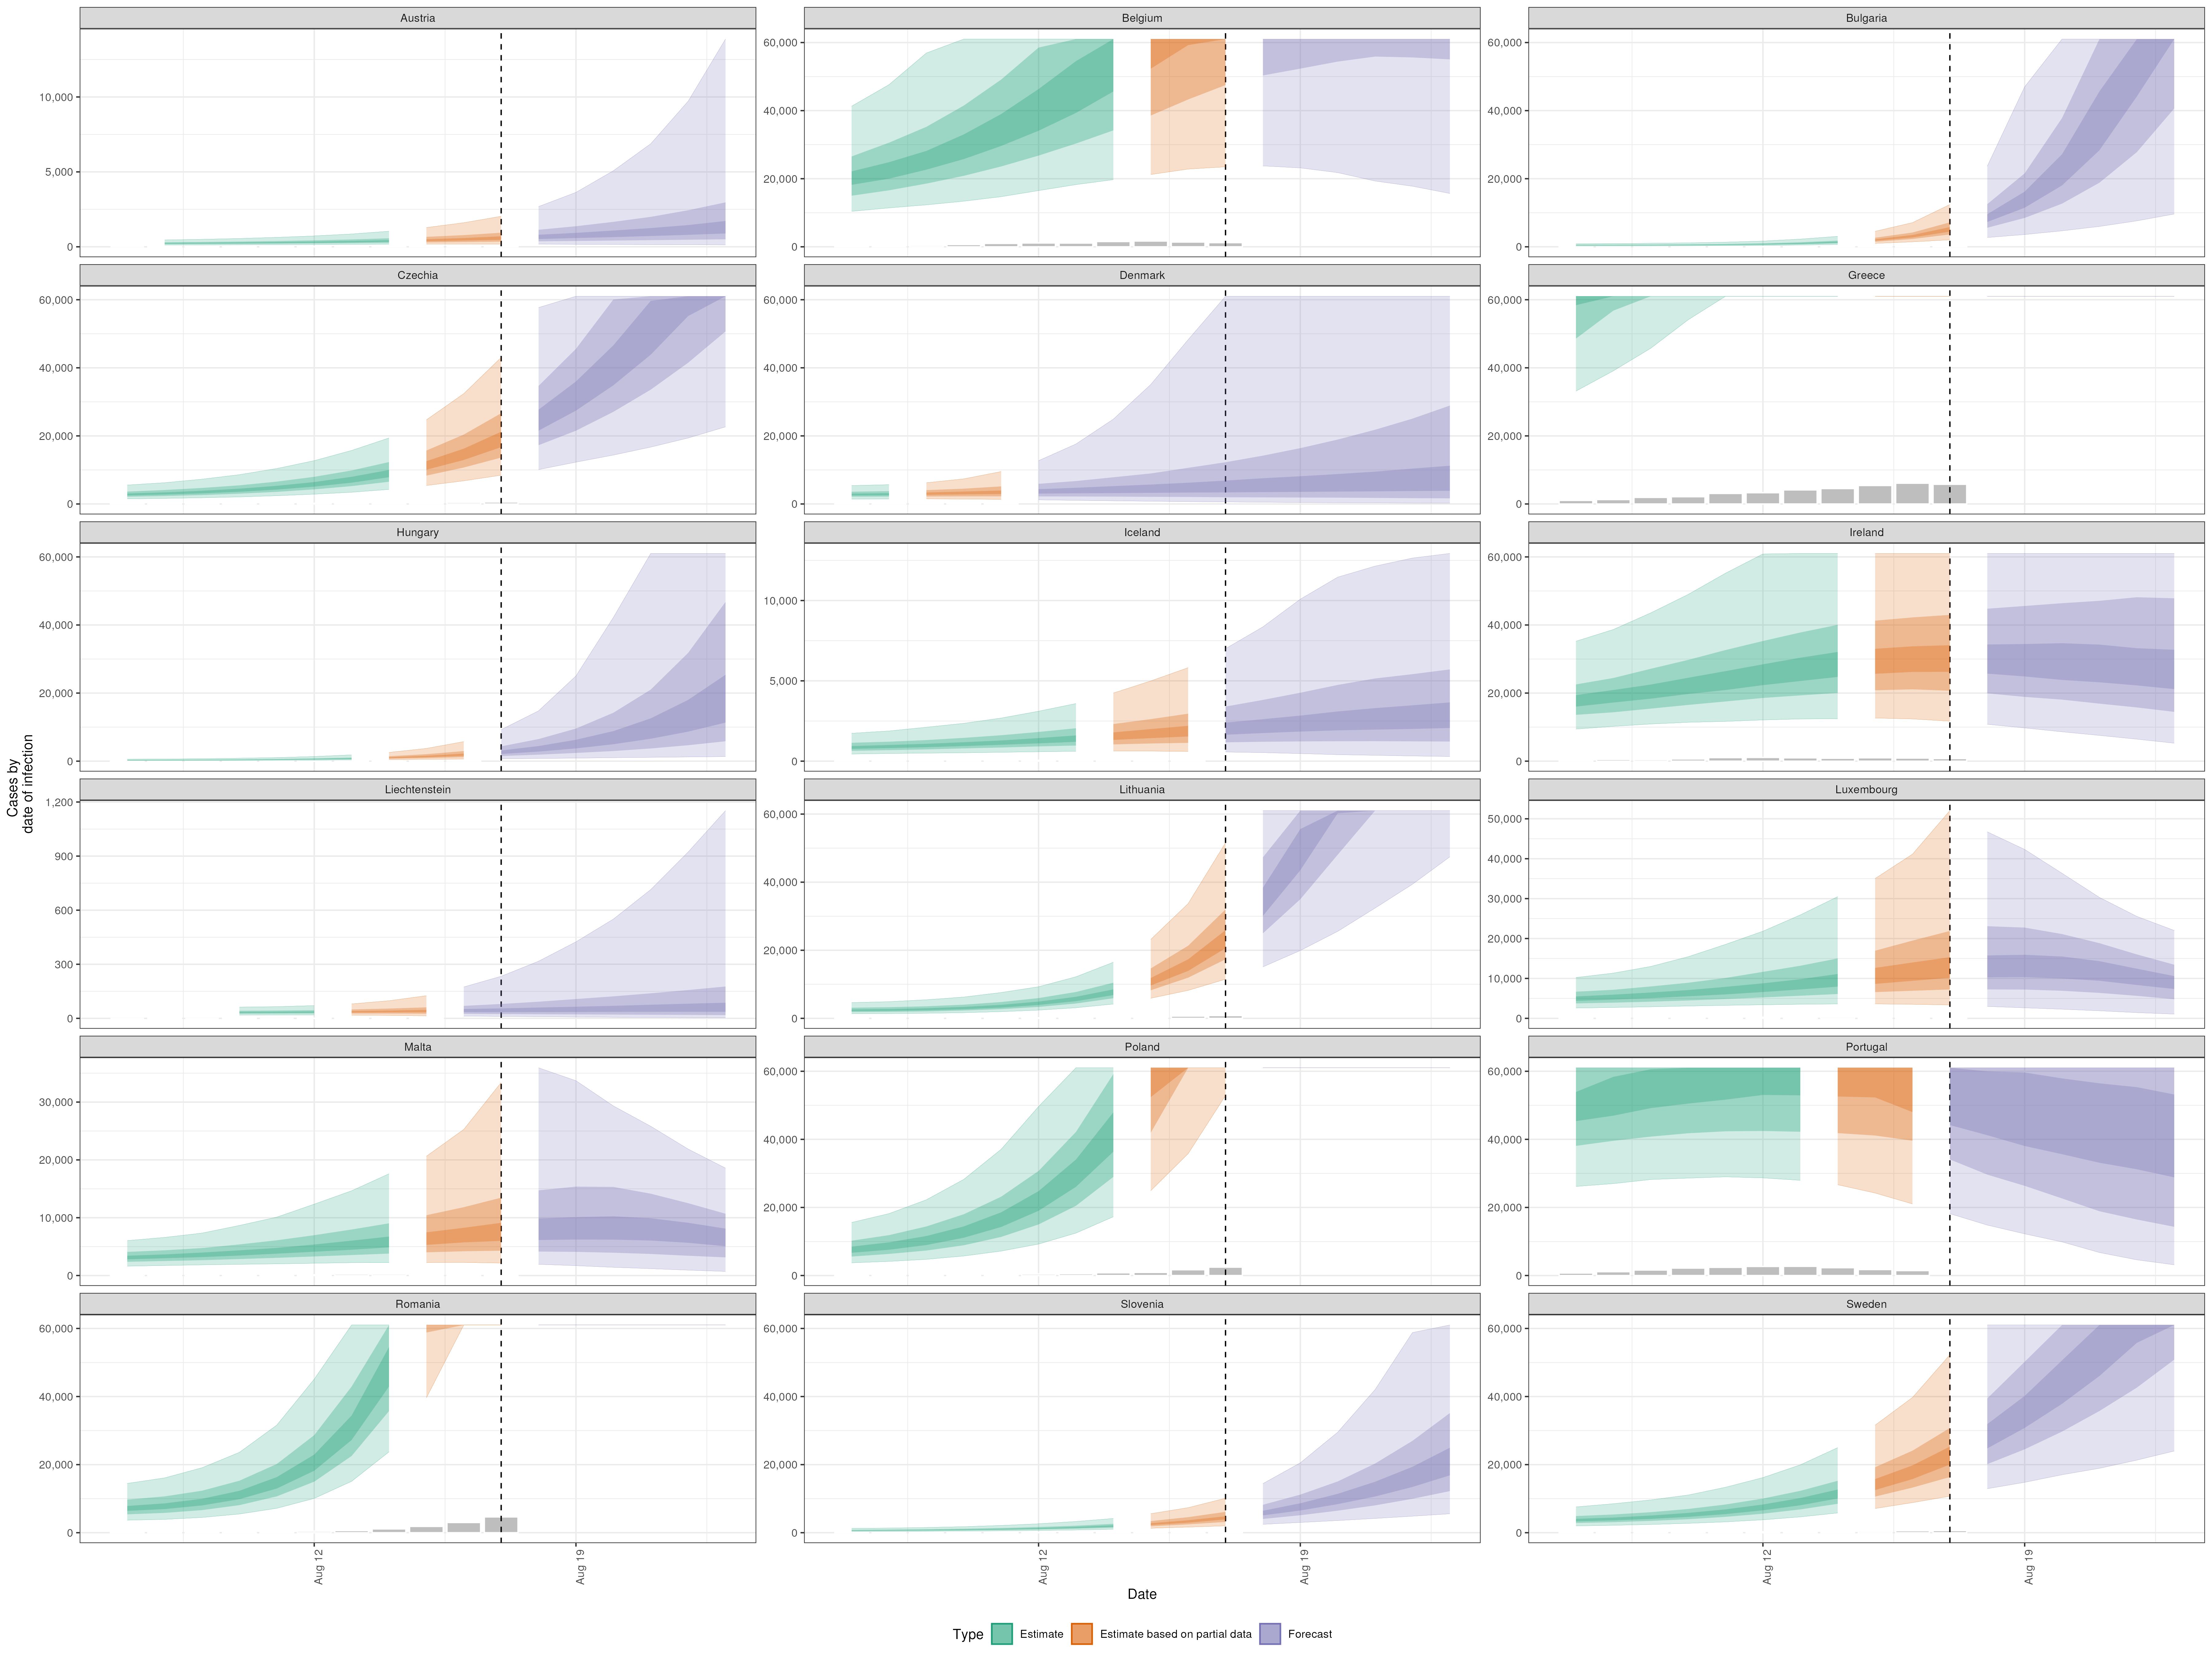 Austria
Belgium
Bulgaria
10,000
5,000
0
60,000
40,000
20,000
0
60,000
40,000
20,000
0
Czechia
Denmark
Greece
60,000
40,000
20,000
0
60,000
40,000
20,000
0
60,000
40,000
20,000
0
Hungary
Iceland
Ireland
60,000
40,000
20,000
0
10,000
5,000
0
60,000
40,000
20,000
0
Cases by
date of infection
Liechtenstein
Lithuania
Luxembourg
1,200
900
600
300
0
60,000
40,000
20,000
0
50,000
40,000
30,000
20,000
10,000
0
Malta
Poland
Portugal
30,000
20,000
10,000
0
60,000
40,000
20,000
0
60,000
40,000
20,000
0
Romania
Slovenia
Sweden
60,000
40,000
20,000
0
60,000
40,000
20,000
0
60,000
40,000
20,000
0
Aug 12
Aug 19
Aug 12
Aug 19
Aug 12
Aug 19
Date
Type
Estimate
Estimate based on partial data
Forecast